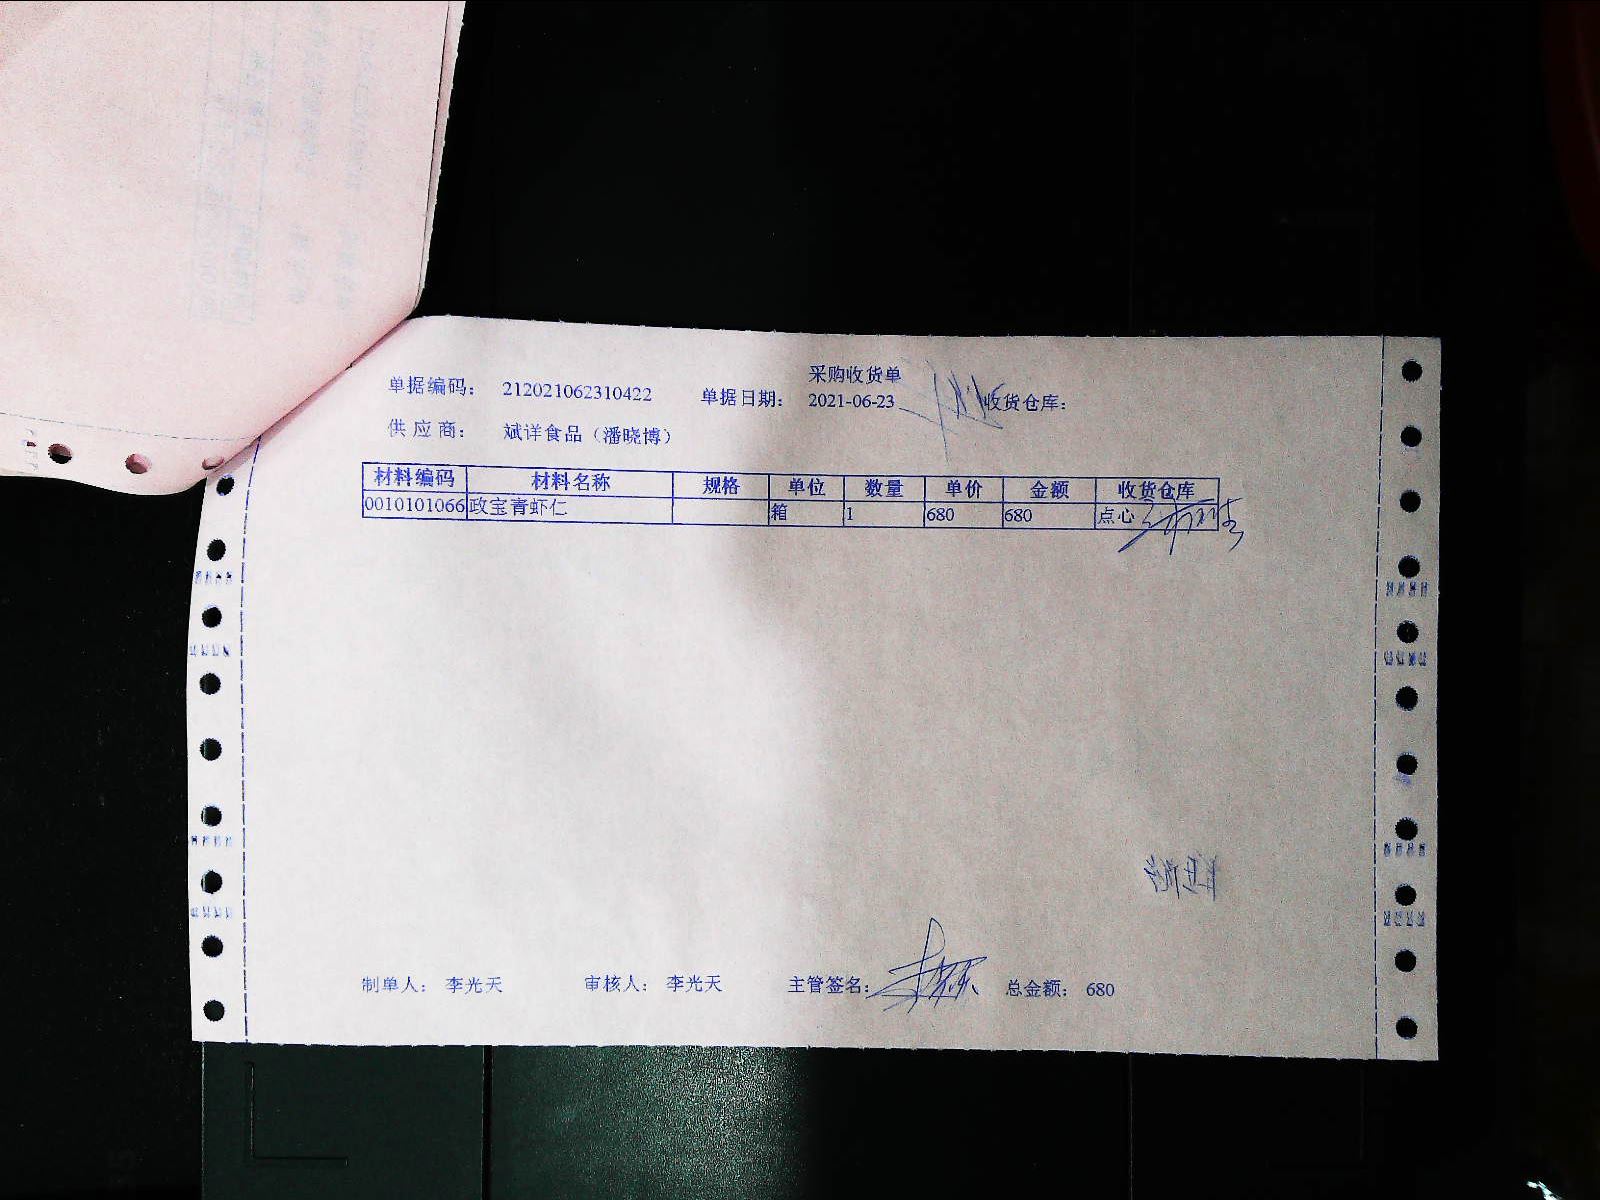 采购收货单
单据编码： 212021062310422 单据日期： 2021-06-23 收货仓库：
供应商： 斌详食品（潘晓博）
材料编码 材料名称 规格 单位 数量 单价 金额 收货仓库
0010101066 政宝青虾仁 箱 1 680 680 点心
制单人： 李光天 审核人： 李光天 主管签名： 总金额： 680